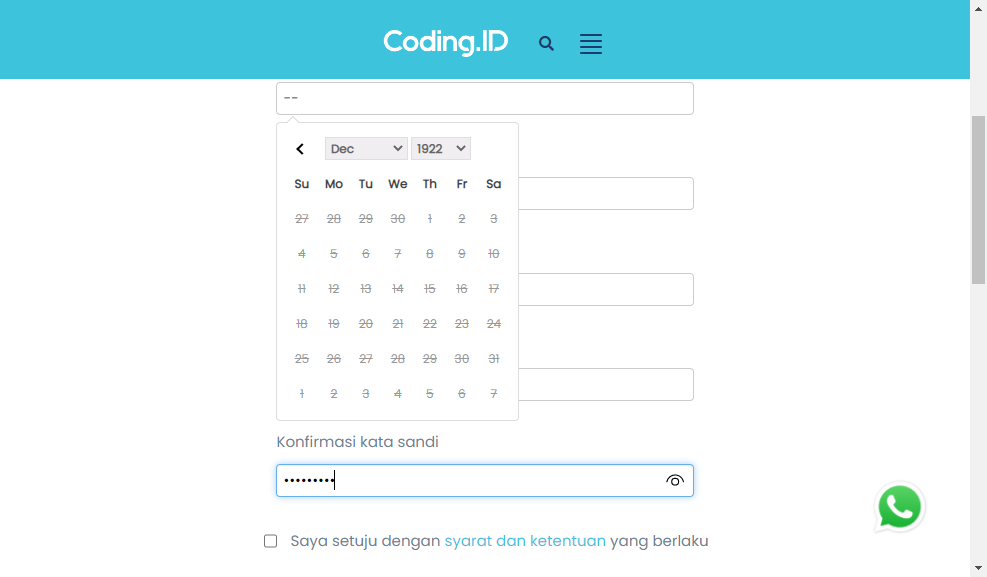 Coding.ID
--
Dec 1922
Su Mo Tu We Th Fr Sa
27 28 29 30 1 2 3
4 5 6 7 8 9 10
11 12 13 14 15 16 17
18 19 20 21 22 23 24
25 26 27 28 29 30 31
1 2 3 4 5 6 7
Konfirmasi kata sandi
•••••••••
Saya setuju dengan syarat dan ketentuan yang berlaku